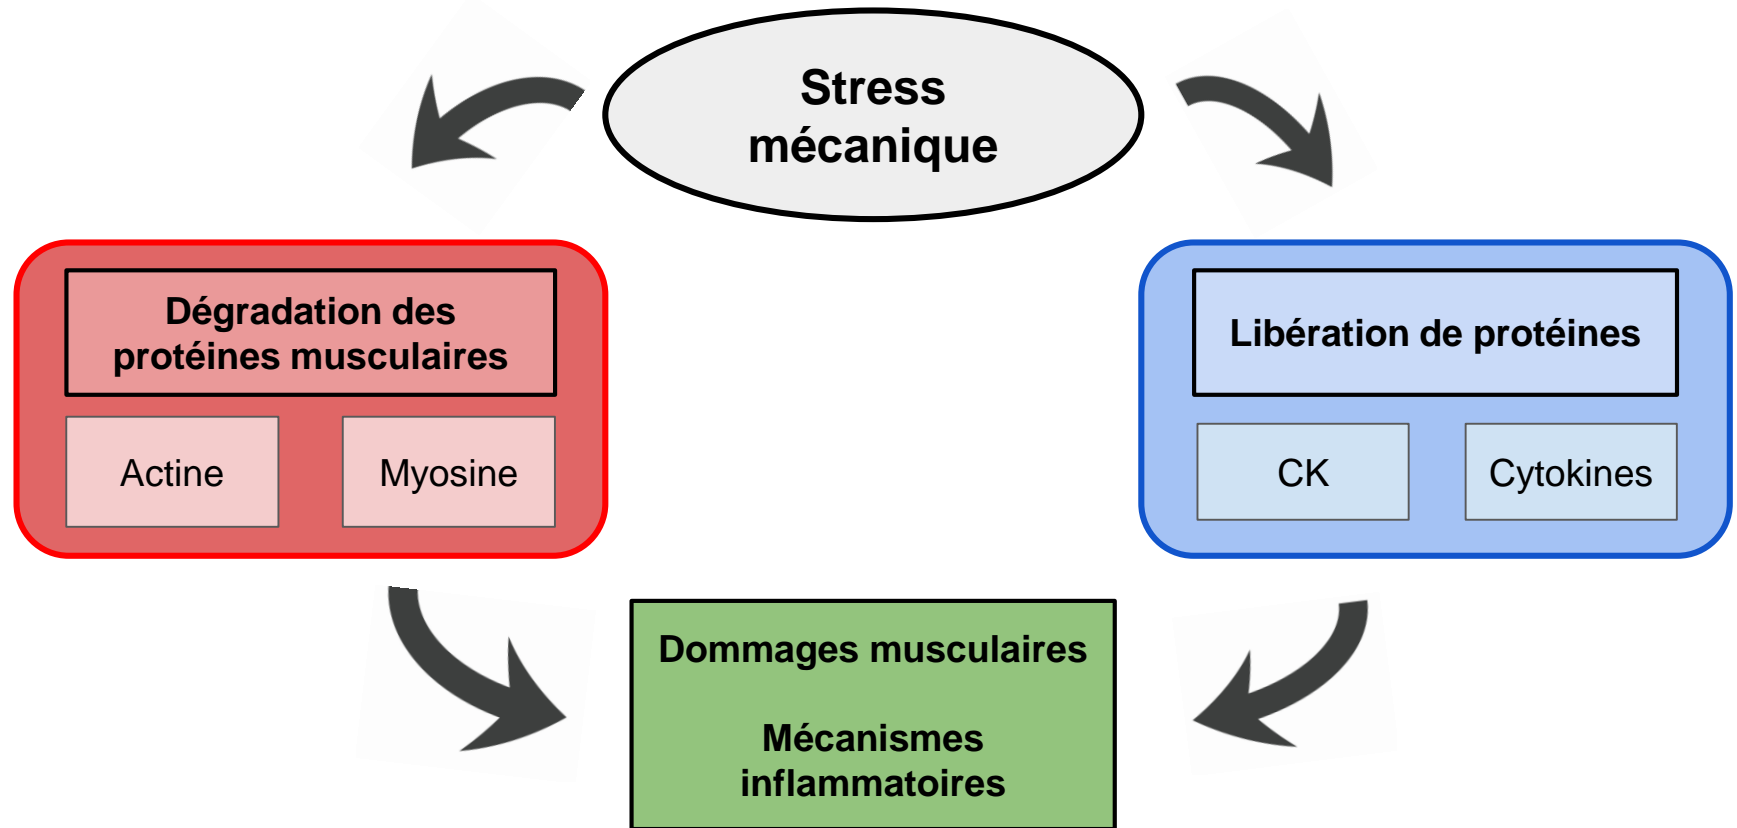 Stress
mécanique
Dégradation des
protéines musculaires
Actine
Myosine
Libération de protéines
CK
Cytokines
Dommages musculaires
Mécanismes
inflammatoires